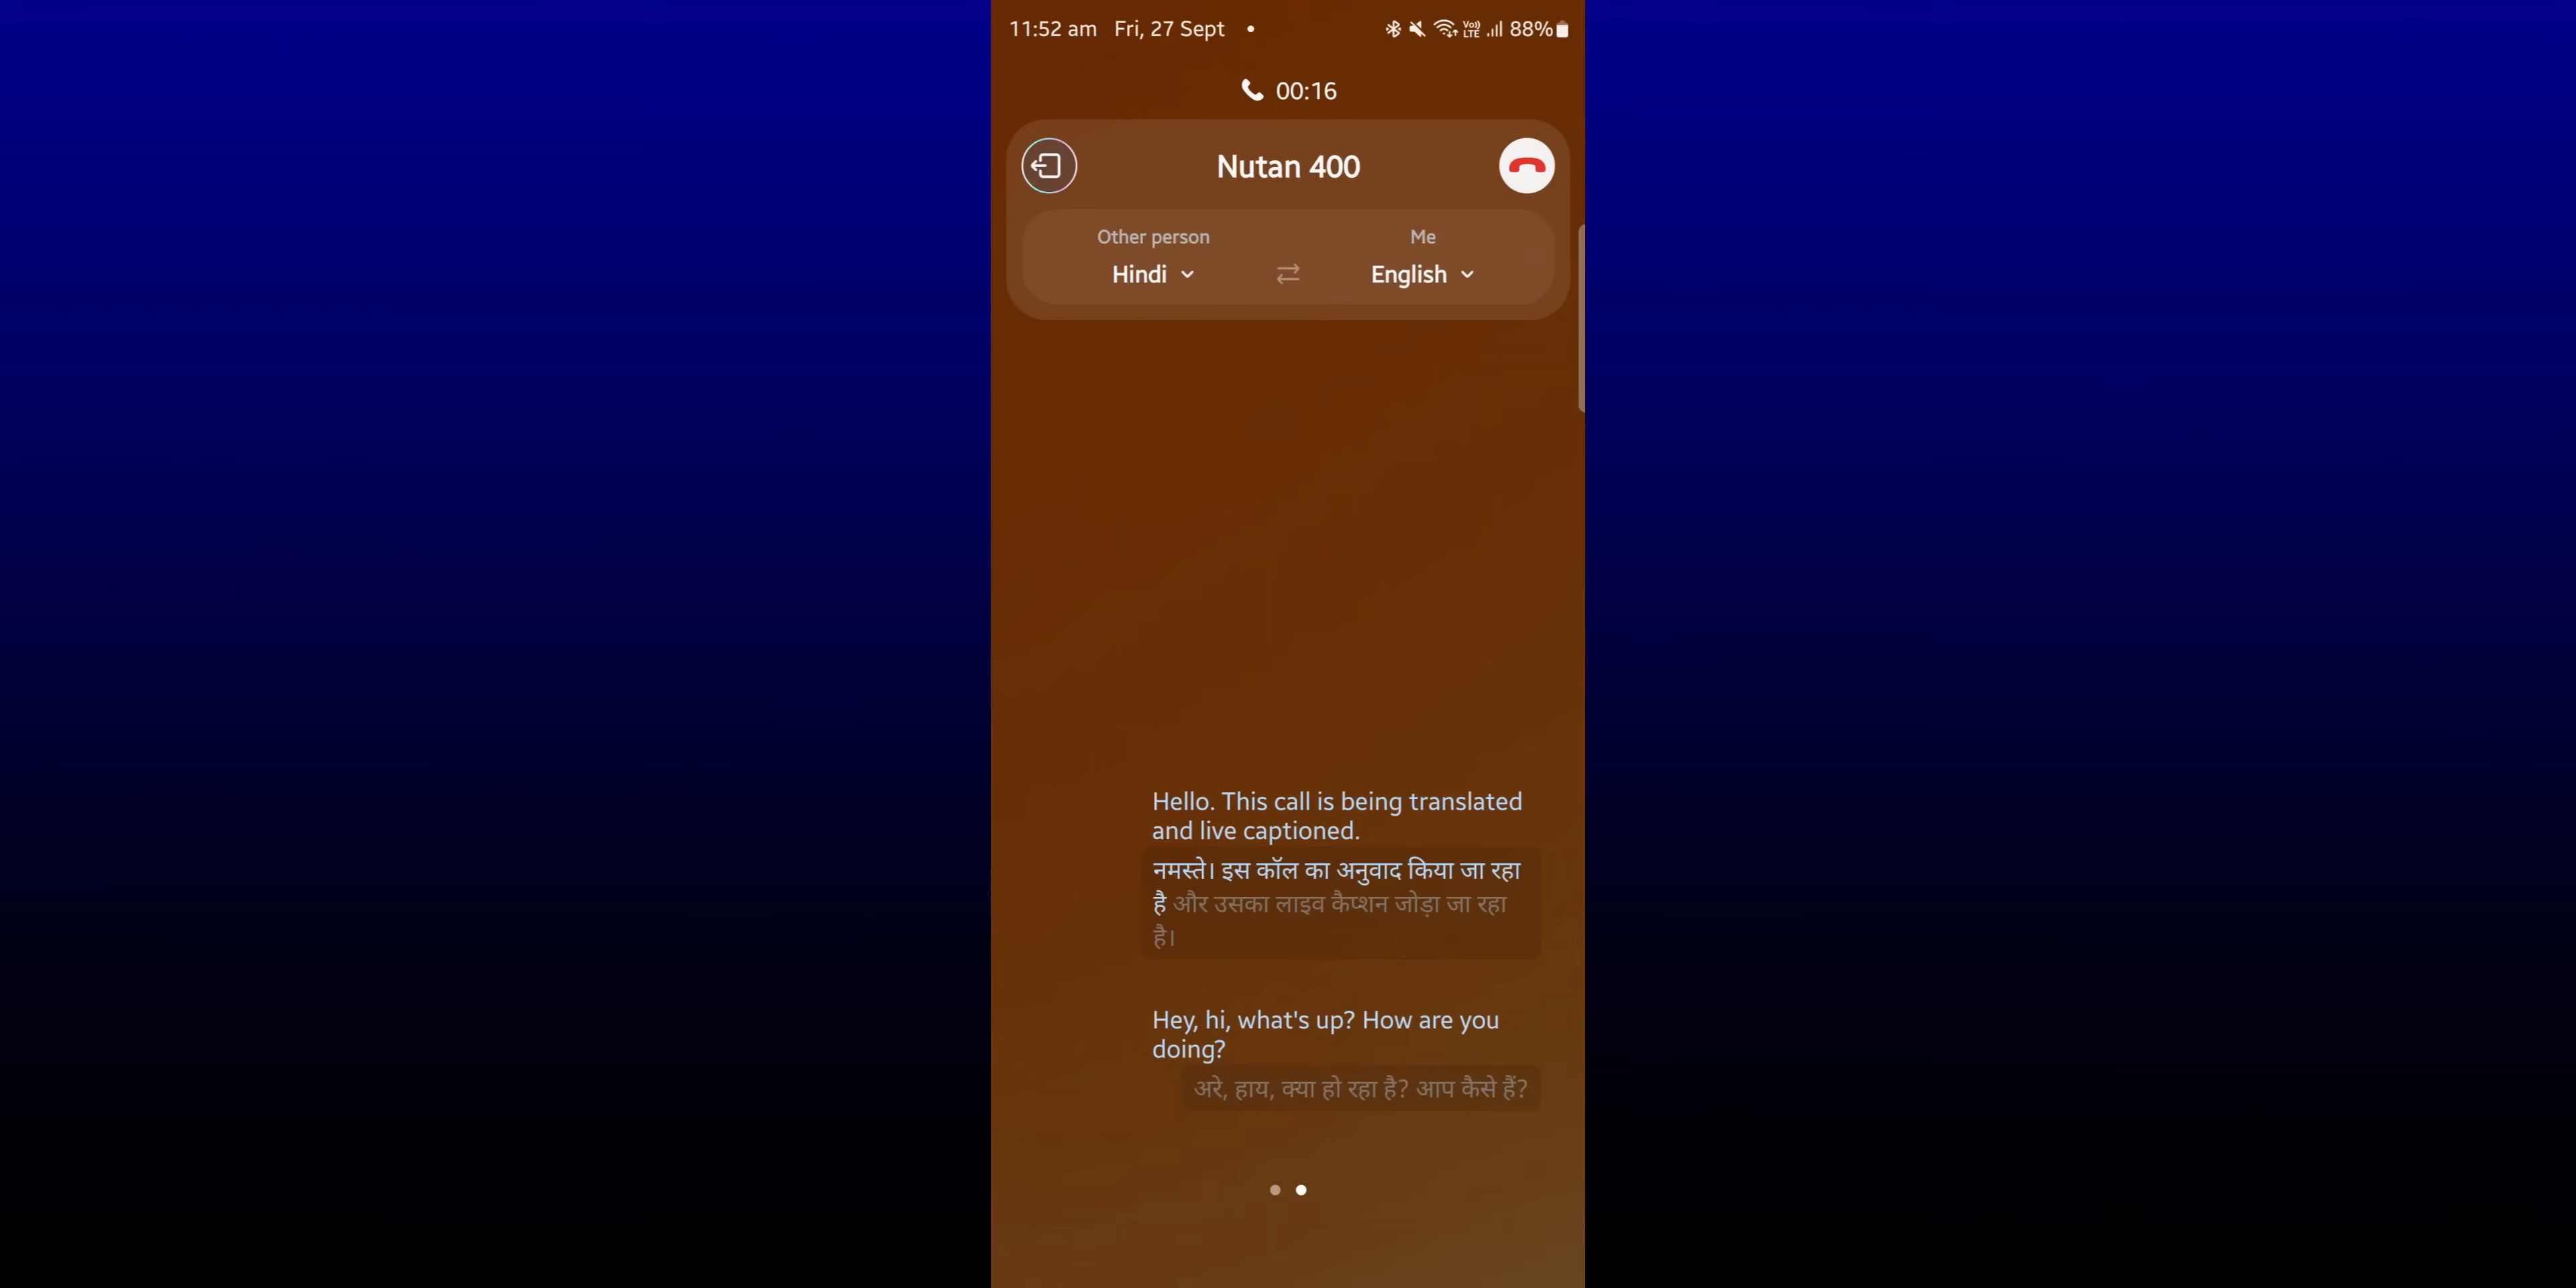 11:52 am Fri, 27 Sept • Vo)) LTE 88%
00:16
Nutan 400
Other person Me
Hindi English
Hello. This call is being translated
and live captioned.
नमस्ते। इस कॉल का अनुवाद किया जा रहा
है और उसका लाइव कैप्शन जोड़ा जा रहा
है।
Hey, hi, what's up? How are you
doing?
अरे, हाय, क्या हो रहा है? आप कैसे हैं?